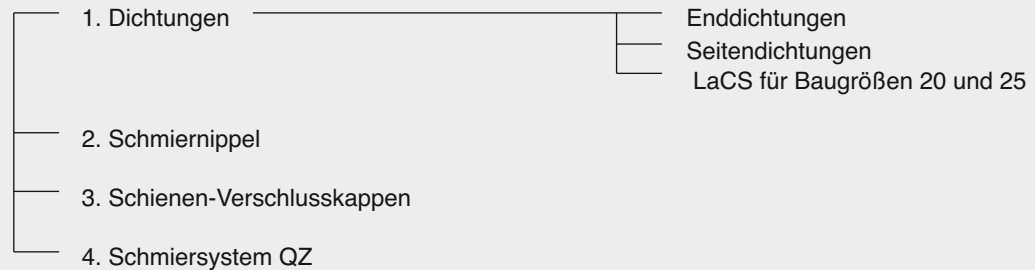 1. Dichtungen
Enddichtungen
Seitendichtungen
LaCS für Baugrößen 20 und 25
2. Schmiernippel
3. Schienen-Verschlusskappen
4. Schmiersystem QZ